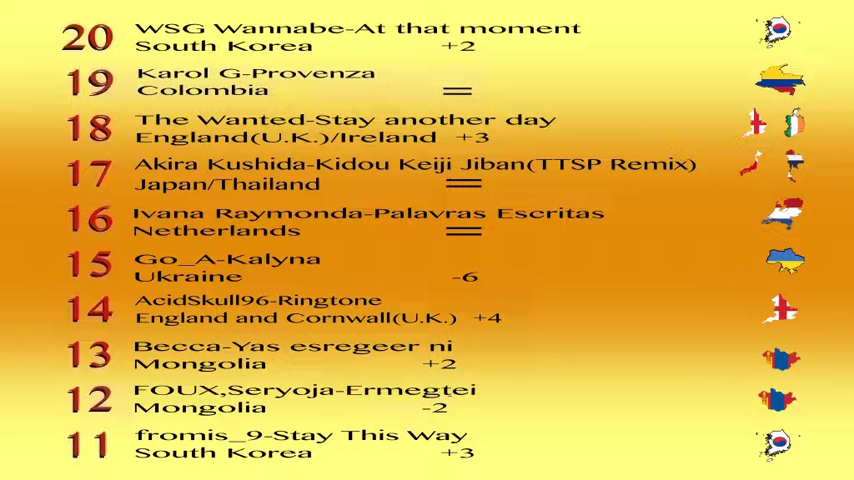 20 WSG Wannabe-At that moment
South Korea +2
19 Karol G-Provenza
Colombia =
18 The Wanted-Stay another day
England(U.K.)/Ireland +3
17 Akira Kushida-Kidou Keiji Jiban(TTSP Remix)
Japan/Thailand =
16 Ivana Raymonda-Palavras Escritas
Netherlands =
15 Go_A-Kalyna
Ukraine -6
14 AcidSkull96-Ringtone
England and Cornwall(U.K.) +4
13 Becca-Yas esregeer ni
Mongolia +2
12 FOUX,Seryoja-Ermegtei
Mongolia -2
11 fromis_9-Stay This Way
South Korea +3